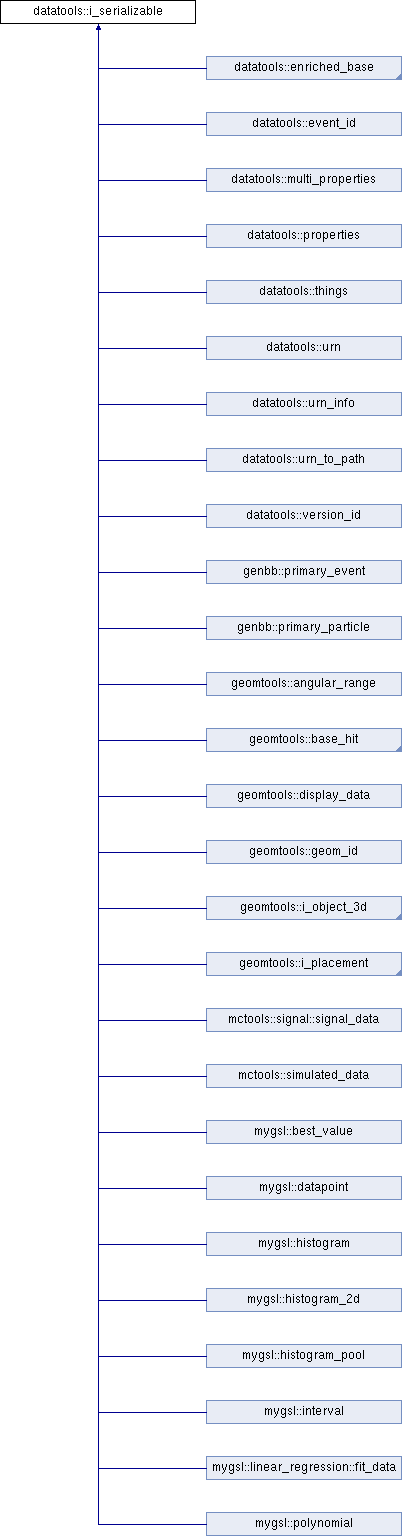 datatools::i_serializable
datatools::enriched_base
datatools::event_id
datatools::multi_properties
datatools::properties
datatools::things
datatools::urn
datatools::urn_info
datatools::urn_to_path
datatools::version_id
genbb::primary_event
genbb::primary_particle
geomtools::angular_range
geomtools::base_hit
geomtools::display_data
geomtools::geom_id
geomtools::i_object_3d
geomtools::i_placement
mctools::signal::signal_data
mctools::simulated_data
mygsl::best_value
mygsl::datapoint
mygsl::histogram
mygsl::histogram_2d
mygsl::histogram_pool
mygsl::interval
mygsl::linear_regression::fit_data
mygsl::polynomial